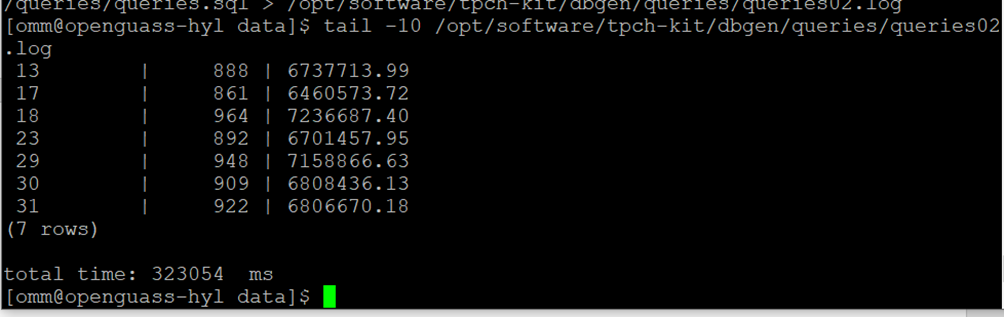 /queries/queries.sql > /opt/software/tpch-kit/dbgen/queries/queries02.log
[omm@openguass-hyl data]$ tail -10 /opt/software/tpch-kit/dbgen/queries/queries02
.log
13 | 888 | 6737713.99
17 | 861 | 6460573.72
18 | 964 | 7236687.40
23 | 892 | 6701457.95
29 | 948 | 7158866.63
30 | 909 | 6808436.13
31 | 922 | 6806670.18
(7 rows)
total time: 323054 ms
[omm@openguass-hyl data]$